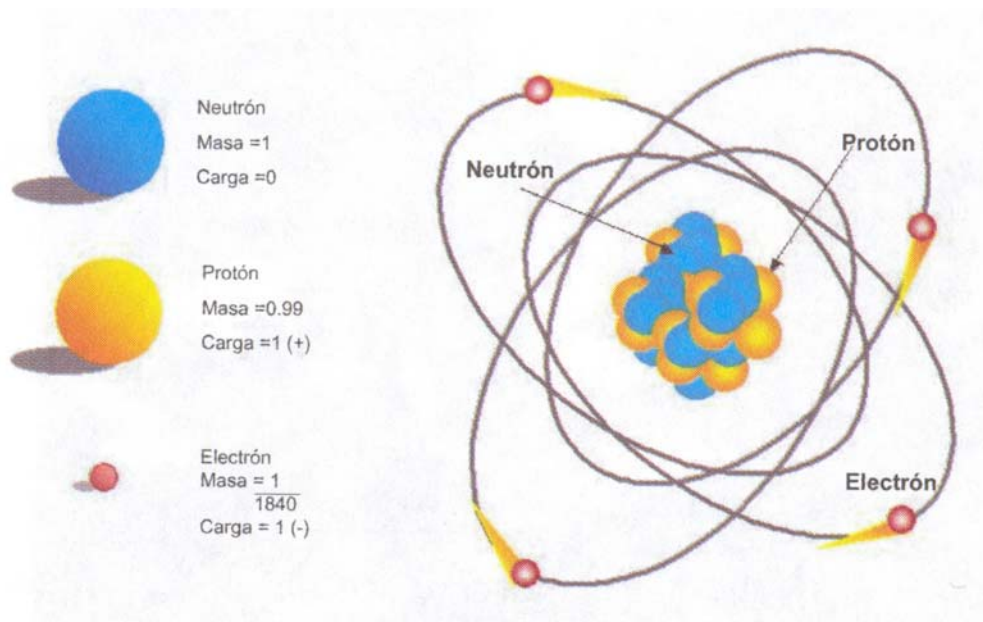 Neutrón
Masa =1
Carga =0
Protón
Masa =0.99
Carga =1 (+)
Electrón
Masa = 1
1840
Carga = 1 (-)
Neutrón
Protón
Electrón